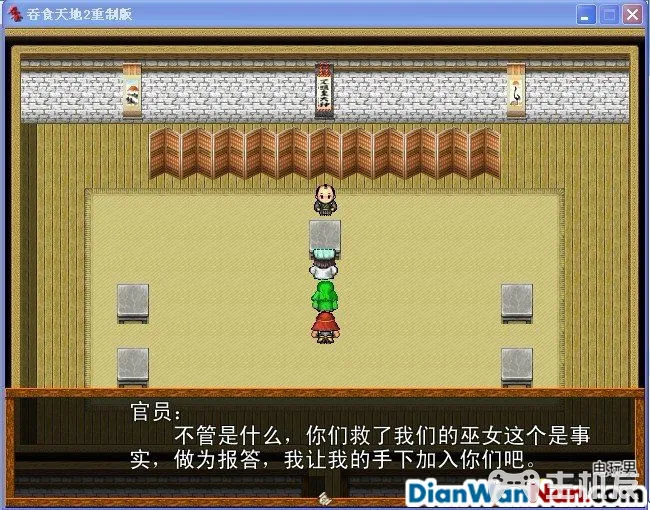 吞食天地2重制版
官员：
不管是什么，你们救了我们的巫女这个是事
实，做为报答，我让我的手下加入你们吧。
电玩男
DianWanNan.com